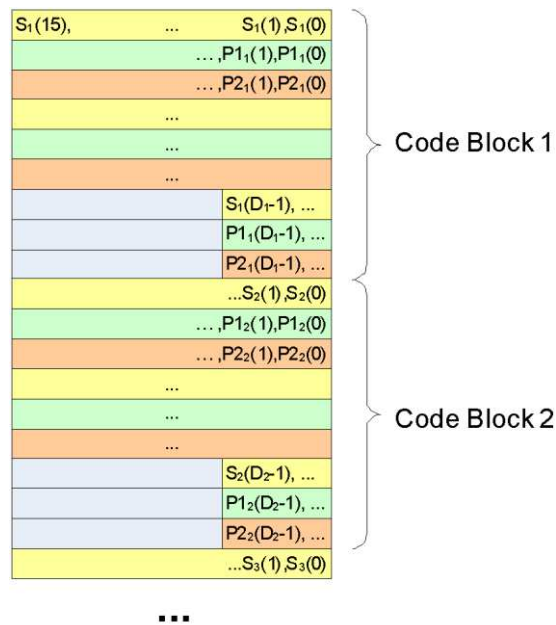 S₁(15), ... S₁(1),S₁(0)
...,P1₁(1),P1₁(0)
...,P2₁(1),P2₁(0)
...
...
...
S₁(D₁-1), ...
P1₁(D₁-1), ...
P2₁(D₁-1), ...
Code Block 1
...S₂(1),S₂(0)
...,P1₂(1),P1₂(0)
...,P2₂(1),P2₂(0)
...
...
...
S₂(D₂-1), ...
P1₂(D₂-1), ...
P2₂(D₂-1), ...
Code Block 2
...S₃(1),S₃(0)
...